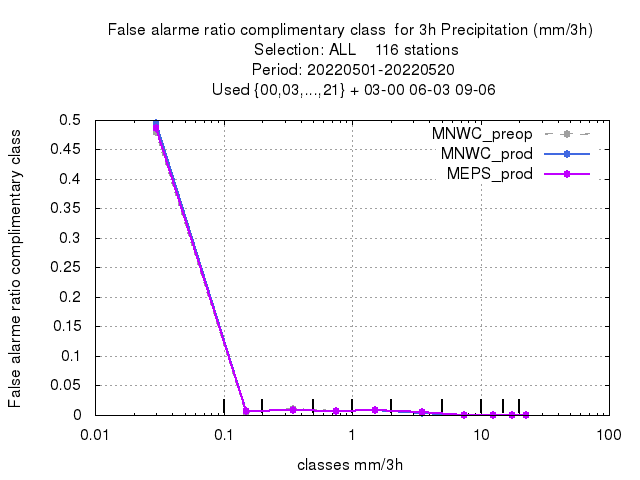 False alarme ratio complimentary class  for 3h Precipitation (mm/3h)
Selection: ALL    116 stations
Period: 20220501-20220520
Used {00,03,...,21} + 03-00 06-03 09-06
False alarme ratio complimentary class
0.5
0.45
0.4
0.35
0.3
0.25
0.2
0.15
0.1
0.05
0
MNWC_preop
MNWC_prod
MEPS_prod
0.01 0.1 1 10 100
classes mm/3h